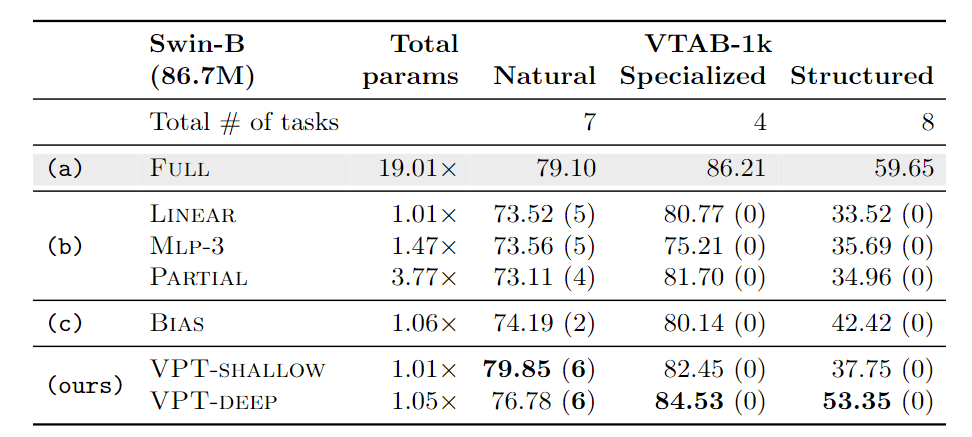 Swin-B Total VTAB-1k
(86.7M) params Natural Specialized Structured
Total # of tasks 7 4 8
(a) FULL 19.01× 79.10 86.21 59.65
LINEAR 1.01× 73.52 (5) 80.77 (0) 33.52 (0)
(b) MLP-3 1.47× 73.56 (5) 75.21 (0) 35.69 (0)
PARTIAL 3.77× 73.11 (4) 81.70 (0) 34.96 (0)
(c) BIAS 1.06× 74.19 (2) 80.14 (0) 42.42 (0)
(ours) VPT-SHALLOW 1.01× 79.85 (6) 82.45 (0) 37.75 (0)
VPT-DEEP 1.05× 76.78 (6) 84.53 (0) 53.35 (0)